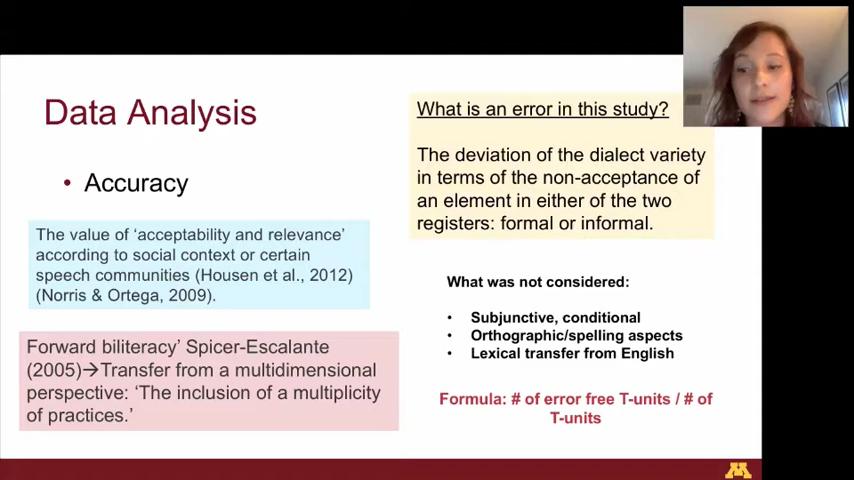 Data Analysis
• Accuracy
The value of ‘acceptability and relevance’
according to social context or certain
speech communities (Housen et al., 2012)
(Norris & Ortega, 2009).
Forward biliteracy’ Spicer-Escalante
(2005)→Transfer from a multidimensional
perspective: ‘The inclusion of a multiplicity
of practices.’
What is an error in this study?
The deviation of the dialect variety
in terms of the non-acceptance of
an element in either of the two
registers: formal or informal.
What was not considered:
• Subjunctive, conditional
• Orthographic/spelling aspects
• Lexical transfer from English
Formula: # of error free T-units / # of
T-units
M